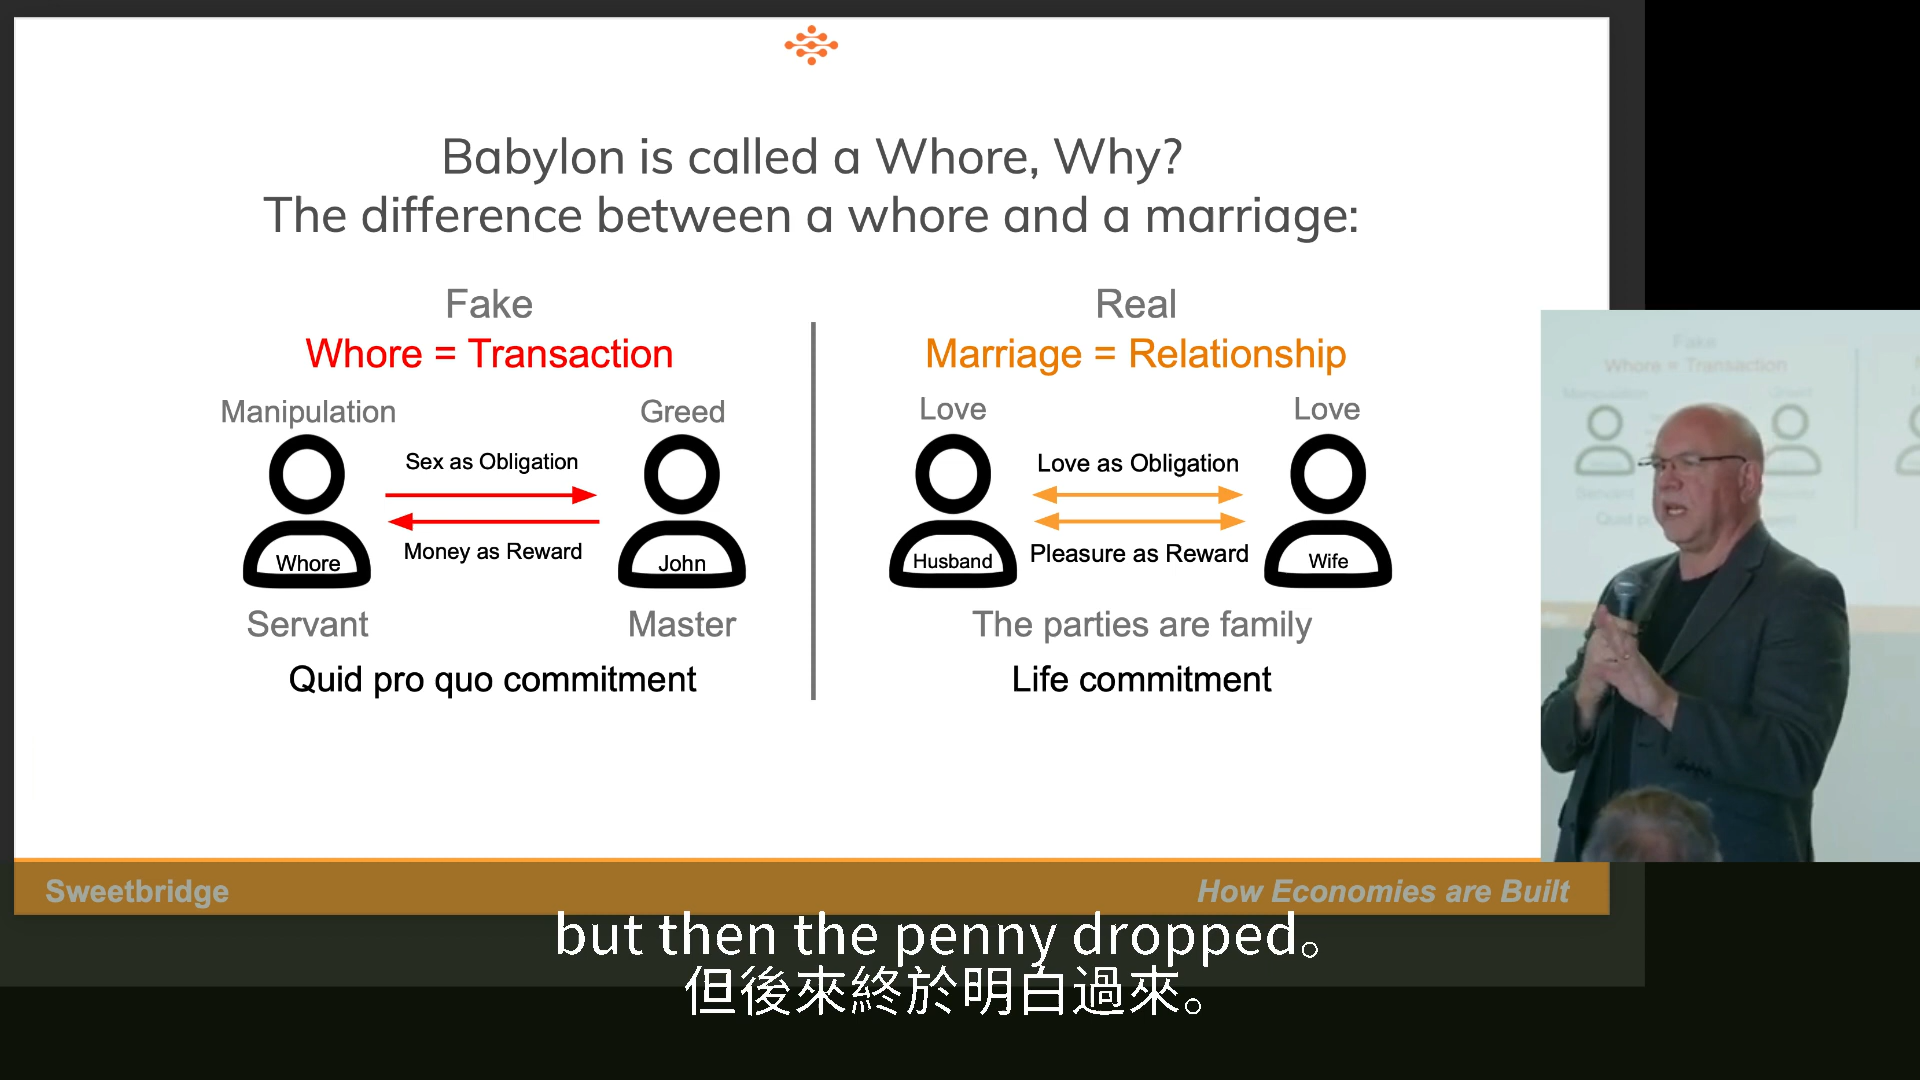 Babylon is called a Whore, Why?
The difference between a whore and a marriage:
Fake
Whore = Transaction
Manipulation
Greed
Sex as Obligation
Money as Reward
Whore
John
Servant
Master
Quid pro quo commitment
Real
Marriage = Relationship
Love
Love
Love as Obligation
Pleasure as Reward
Husband
Wife
The parties are family
Life commitment
Fake
Whore = Transaction
Sweetbridge
How Economies are Built
but then the penny dropped。
但後來終於明白過來。